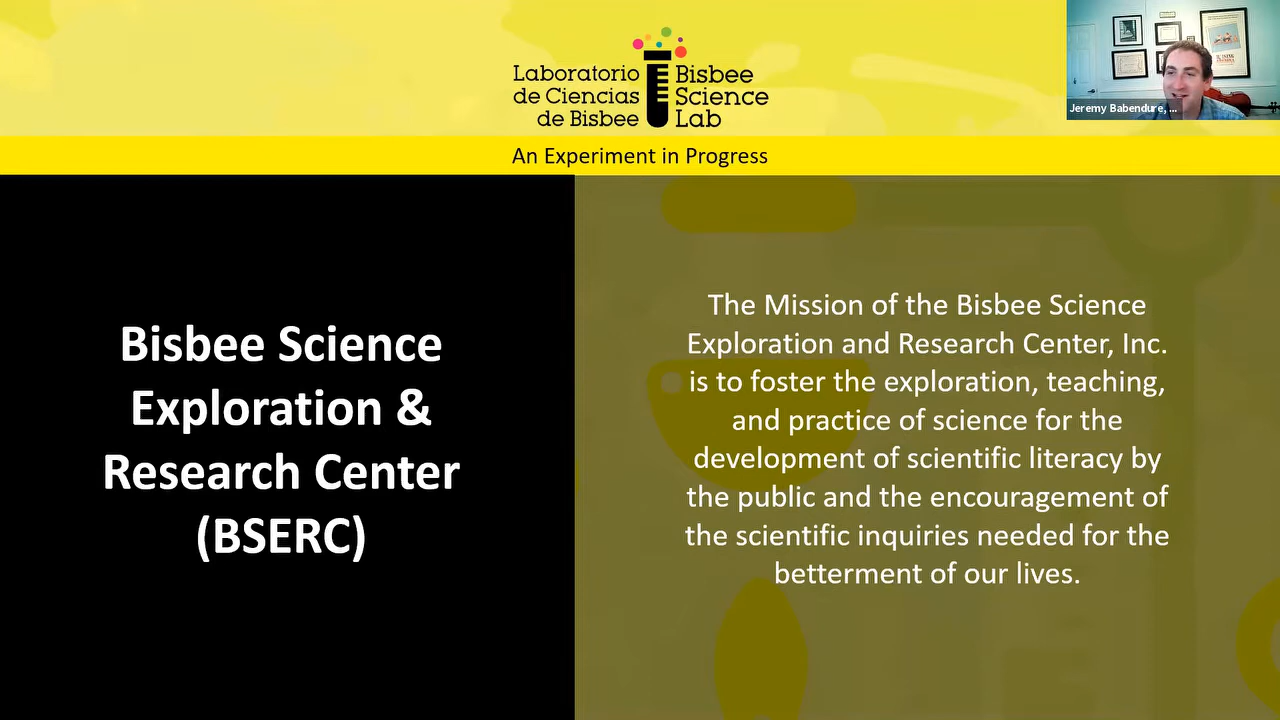 Laboratorio
de Ciencias
de Bisbee
Bisbee
Science
Lab
An Experiment in Progress
Jeremy Babendure, ...
Bisbee Science
Exploration &
Research Center
(BSERC)
The Mission of the Bisbee Science
Exploration and Research Center, Inc.
is to foster the exploration, teaching,
and practice of science for the
development of scientific literacy by
the public and the encouragement of
the scientific inquiries needed for the
betterment of our lives.